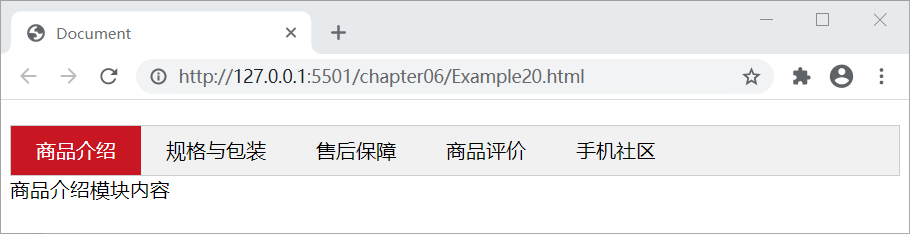 Document
http://127.0.0.1:5501/chapter06/Example20.html
商品介绍 规格与包装 售后保障 商品评价 手机社区
商品介绍模块内容